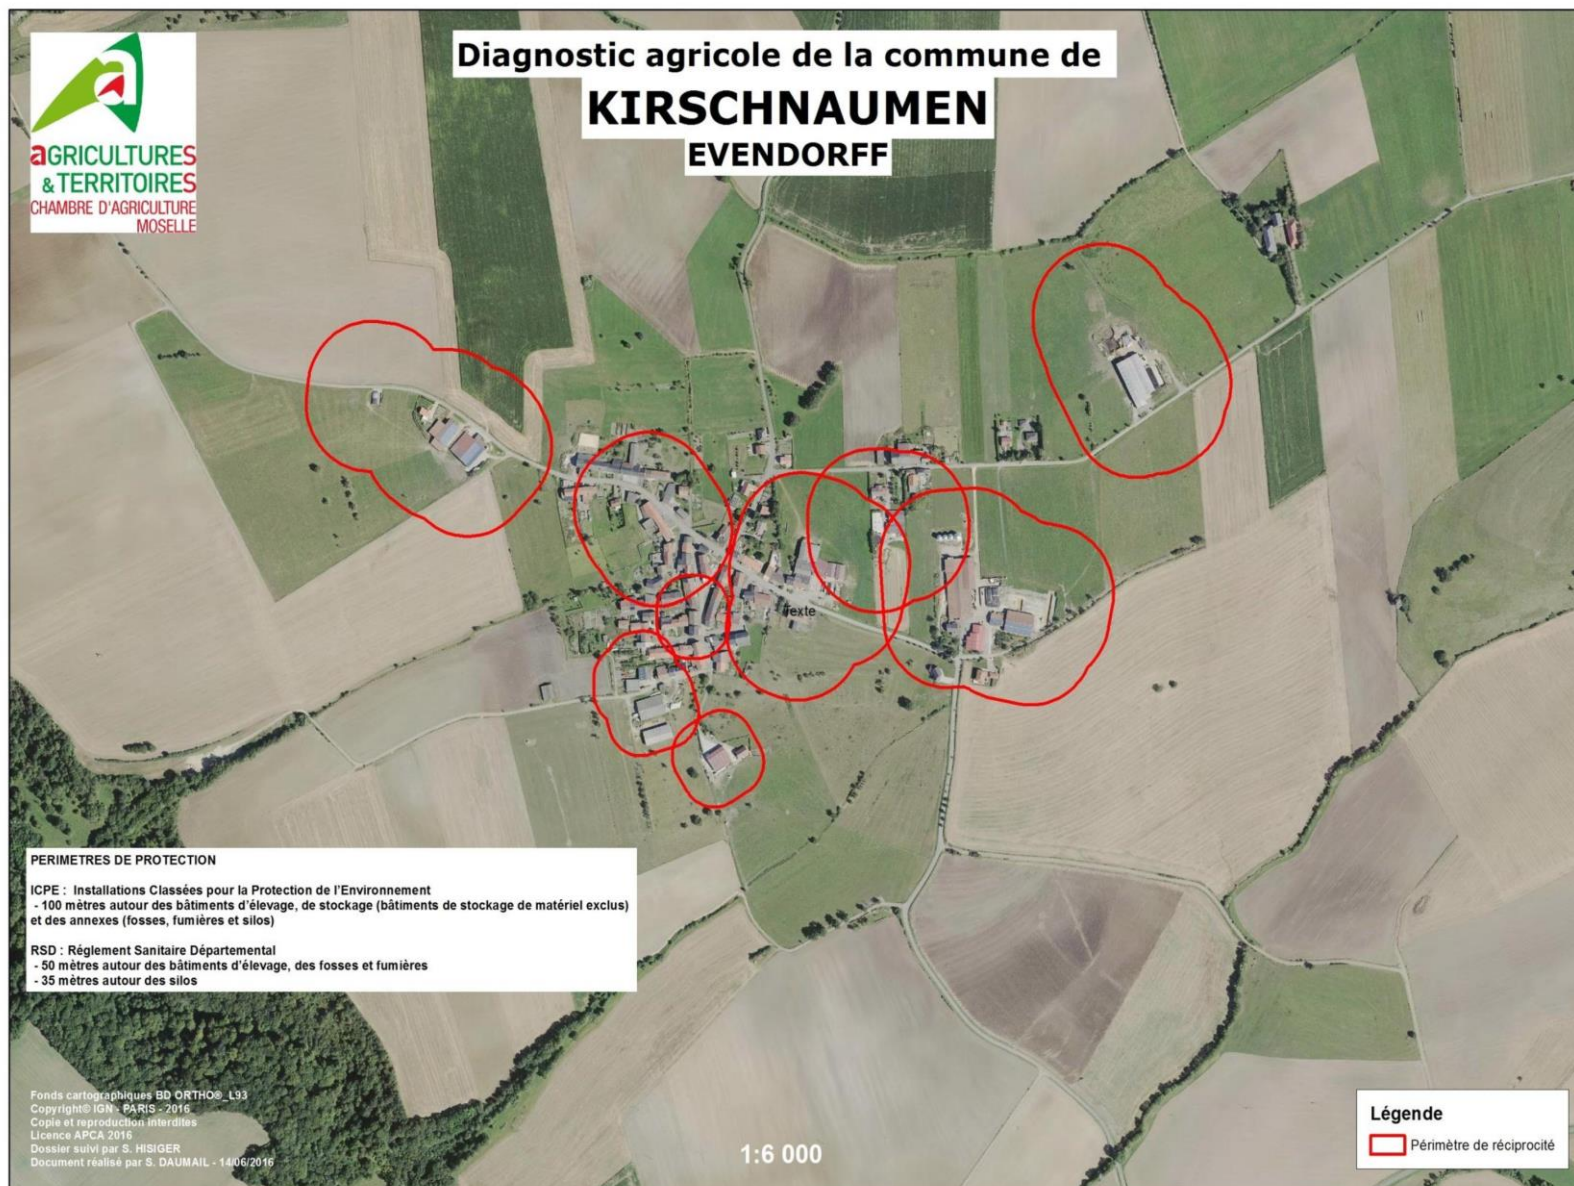 Diagnostic agricole de la commune de
KIRSCHNAUMEN
EVENDORFF
aGRICULTURES
& TERRITOIRES
CHAMBRE D'AGRICULTURE
MOSELLE
Texte
PERIMETRES DE PROTECTION
ICPE : Installations Classées pour la Protection de l'Environnement
- 100 mètres autour des bâtiments d'élevage, de stockage (bâtiments de stockage de matériel exclus)
et des annexes (fosses, fumières et silos)
RSD : Réglement Sanitaire Départemental
- 50 mètres autour des bâtiments d'élevage, des fosses et fumières
- 35 mètres autour des silos
Fonds cartographiques BD ORTHO®_L93
Copyright© IGN - PARIS - 2016
Copie et reproduction interdites
Licence APCA 2016
Dossier suivi par S. HISIGER
Document réalisé par S. DAUMAIL - 14/06/2016
1:6 000
Légende
Périmètre de réciprocité